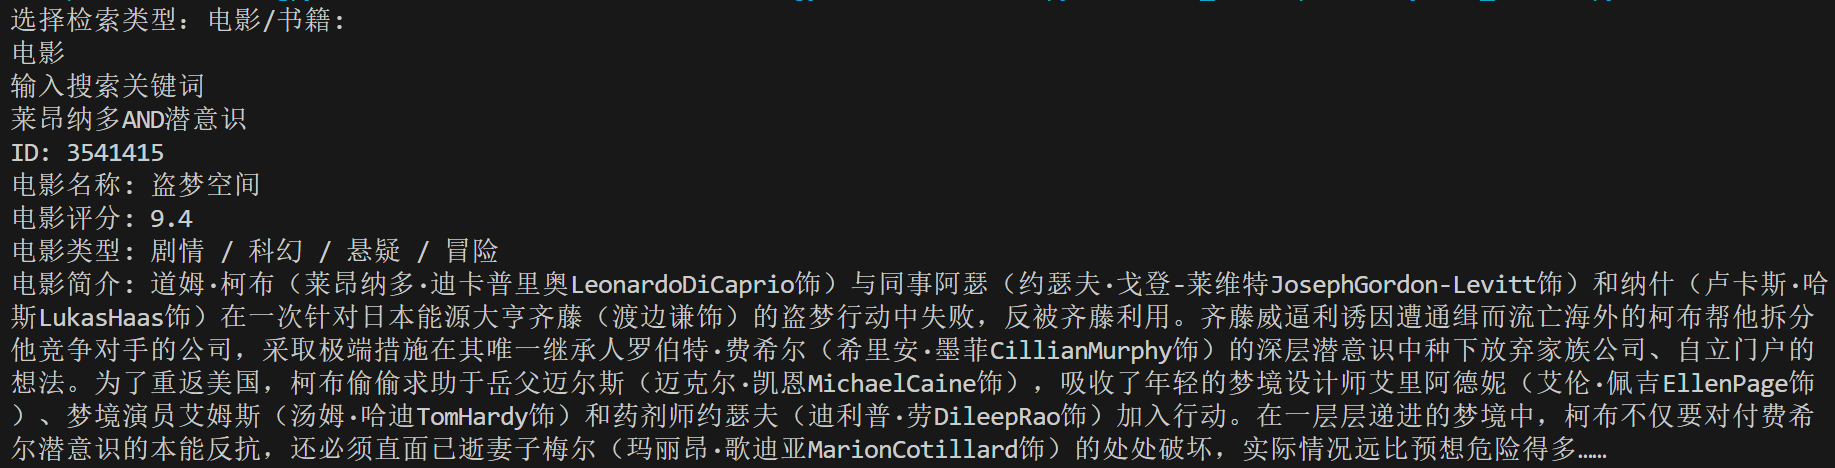 选择检索类型: 电影/书籍:
电影
输入搜索关键词
莱昂纳多AND潜意识
ID: 3541415
电影名称: 盗梦空间
电影评分: 9.4
电影类型: 剧情 / 科幻 / 悬疑 / 冒险
电影简介: 道姆·柯布（莱昂纳多·迪卡普里奥LeonardoDiCaprio饰）与同事阿瑟（约瑟夫·戈登-莱维特JosephGordon-Levitt饰）和纳什（卢卡斯·哈
斯LukasHaas饰）在一次针对日本能源大亨齐藤（渡边谦饰）的盗梦行动中失败，反被齐藤利用。齐藤威逼利诱因遭通缉而流亡海外的柯布帮他拆分
他竞争对手的公司，采取极端措施在其唯一继承人罗伯特·费希尔（希里安·墨菲CillianMurphy饰）的深层潜意识中种下放弃家族公司、自立门户的
想法。为了重返美国，柯布偷偷求助于岳父迈尔斯（迈克尔·凯恩MichaelCaine饰），吸收了年轻的梦境设计师艾里阿德妮（艾伦·佩吉EllenPage饰
）、梦境演员艾姆斯（汤姆·哈迪TomHardy饰）和药剂师约瑟夫（迪利普·劳DileepRao饰）加入行动。在一层层递进的梦境中，柯布不仅要对付费希
尔潜意识的本能反抗，还必须直面已逝妻子梅尔（玛丽昂·歌迪亚MarionCotillard饰）的处处破坏，实际情况远比预想危险得多……